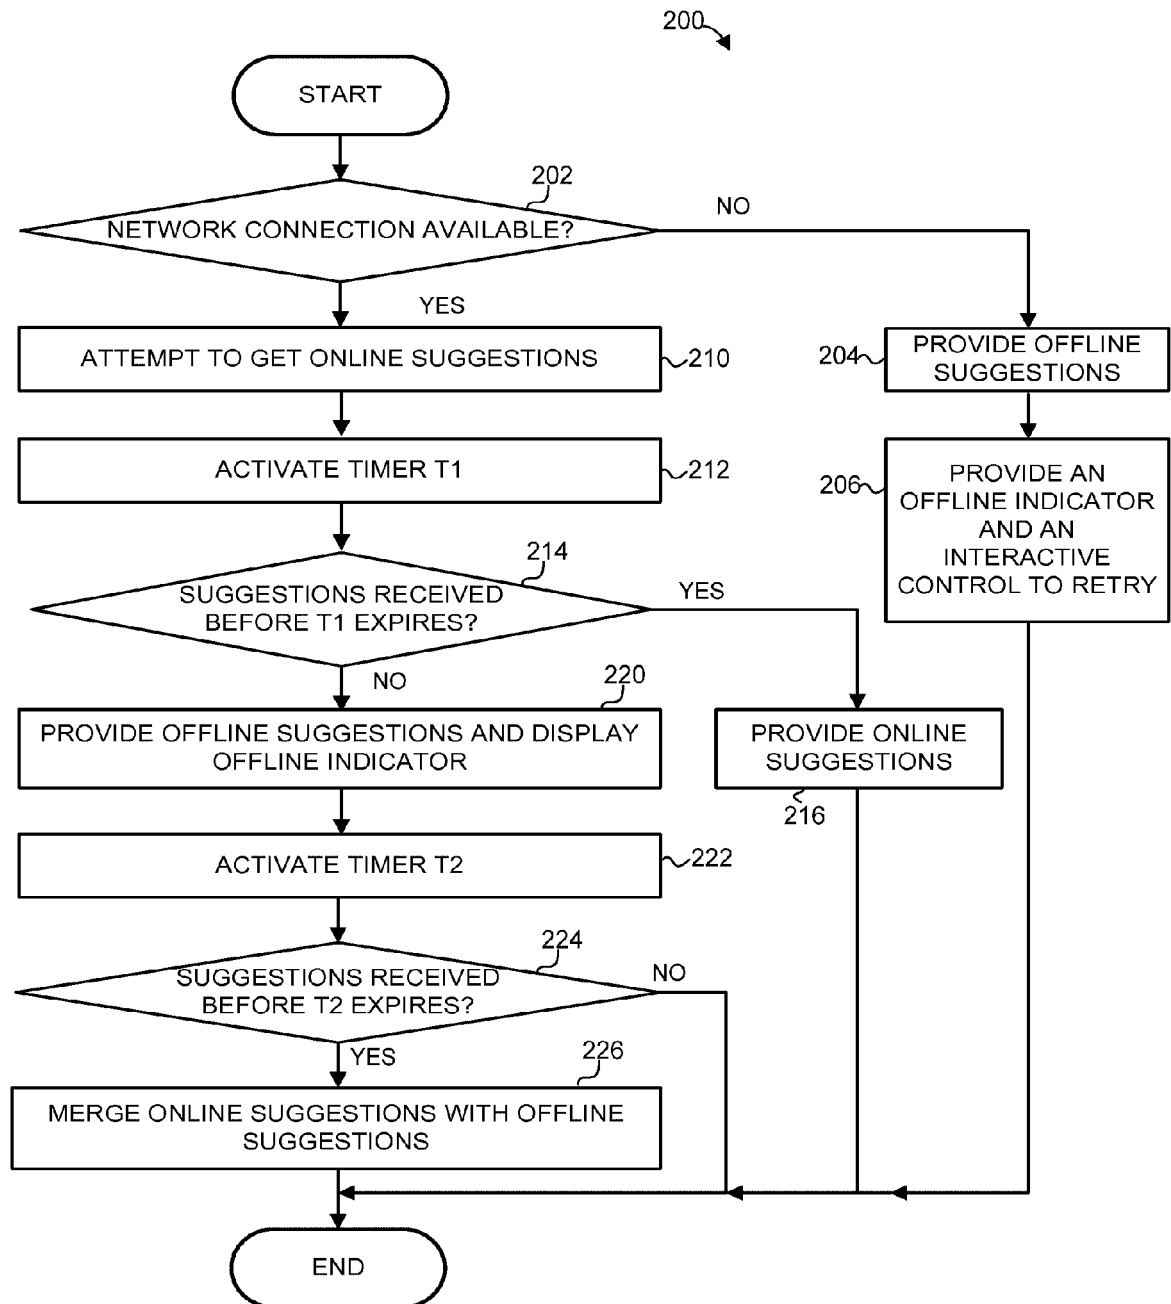 200
START
202
NETWORK CONNECTION AVAILABLE?
NO
YES
ATTEMPT TO GET ONLINE SUGGESTIONS
210
204
PROVIDE OFFLINE
SUGGESTIONS
ACTIVATE TIMER T1
212
206
PROVIDE AN
OFFLINE INDICATOR
AND AN
INTERACTIVE
CONTROL TO RETRY
214
SUGGESTIONS RECEIVED
BEFORE T1 EXPIRES?
YES
NO
220
PROVIDE OFFLINE SUGGESTIONS AND DISPLAY
OFFLINE INDICATOR
PROVIDE ONLINE
SUGGESTIONS
216
ACTIVATE TIMER T2
222
224
SUGGESTIONS RECEIVED
BEFORE T2 EXPIRES?
NO
YES
226
MERGE ONLINE SUGGESTIONS WITH OFFLINE
SUGGESTIONS
END